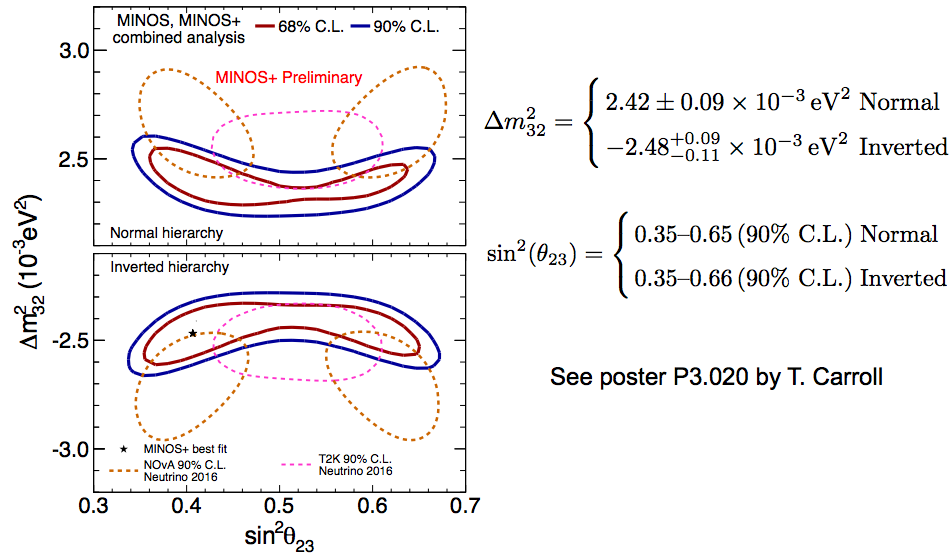 MINOS, MINOS+
combined analysis
68% C.L.
90% C.L.
MINOS+ Preliminary
3.0
2.5
Normal hierarchy
Inverted hierarchy
-2.5
-3.0
Δm²₃₂ (10⁻³eV²)
★ MINOS+ best fit
NOvA 90% C.L.
Neutrino 2016
T2K 90% C.L.
Neutrino 2016
0.3 0.4 0.5 0.6 0.7
sin²θ₂₃
Δm²₃₂ = { 2.42 ± 0.09 × 10⁻³ eV² Normal
−2.48 +0.09 −0.11 × 10⁻³ eV² Inverted
sin²(θ₂₃) = { 0.35–0.65 (90% C.L.) Normal
0.35–0.66 (90% C.L.) Inverted
See poster P3.020 by T. Carroll